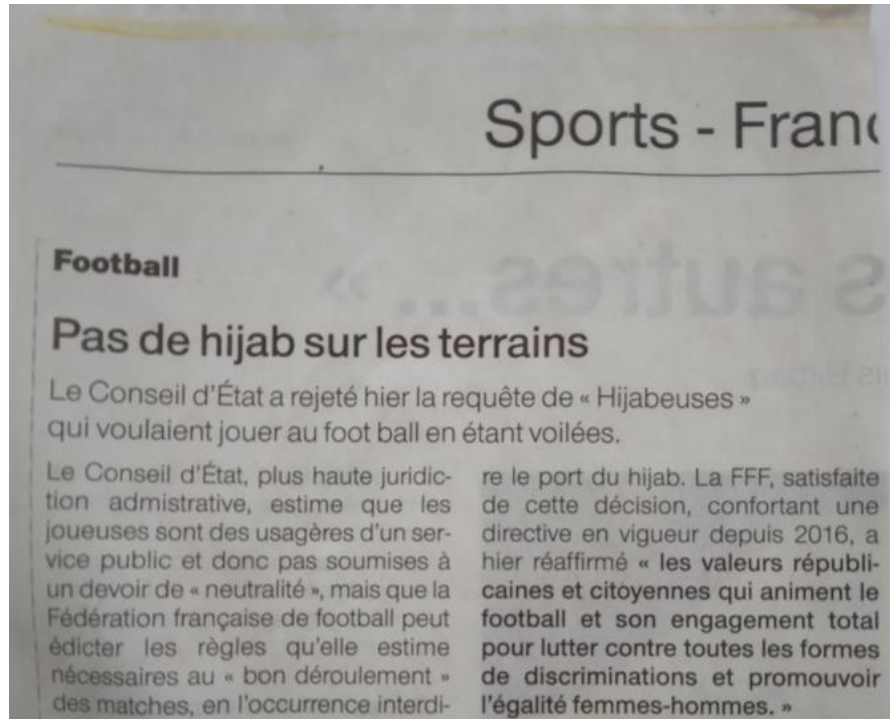 Sports - Franc
Football
Pas de hijab sur les terrains
Le Conseil d'État a rejeté hier la requête de « Hijabeuses »
qui voulaient jouer au foot ball en étant voilées.
Le Conseil d'État, plus haute juridic-
tion admistrative, estime que les
joueuses sont des usagères d'un ser-
vice public et donc pas soumises à
un devoir de « neutralité », mais que la
Fédération française de football peut
édicter les règles qu'elle estime
nécessaires au « bon déroulement »
des matches, en l'occurrence interdi-
re le port du hijab. La FFF, satisfaite
de cette décision, confortant une
directive en vigueur depuis 2016, a
hier réaffirmé « les valeurs républi-
caines et citoyennes qui animent le
football et son engagement total
pour lutter contre toutes les formes
de discriminations et promouvoir
l'égalité femmes-hommes. »